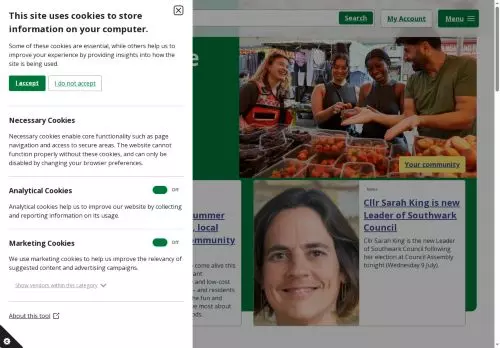 This site uses cookies to store
information on your computer.
Some of these cookies are essential, while others help us to
improve your experience by providing insights into how the
site is being used.
I accept
I do not accept
Necessary Cookies
Necessary cookies enable core functionality such as page
navigation and access to secure areas. The website cannot
function properly without these cookies, and can only be
disabled by changing your browser preferences.
Analytical Cookies
Off
Analytical cookies help us to improve our website by collecting
and reporting information on its usage.
Marketing Cookies
Off
We use marketing cookies to help us improve the relevancy of
suggested content and advertising campaigns.
Show vendors within this category
About this tool
Search
My Account
Menu
e
Your community
ummer
, local
mmunity
come alive this
ant
and low-cost
– and residents
he fun and
most about
ds.
News
Cllr Sarah King is new
Leader of Southwark
Council
Cllr Sarah King is the new Leader
of Southwark Council following
her election at Council Assembly
tonight (Wednesday 9 July).